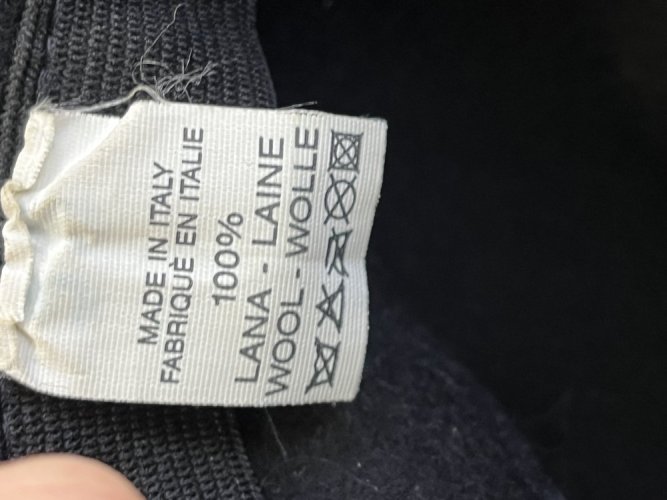 MADE IN ITALY
FABRIQUÈ EN ITALIE
100%
LANA - LAINE
WOOL - WOLLE